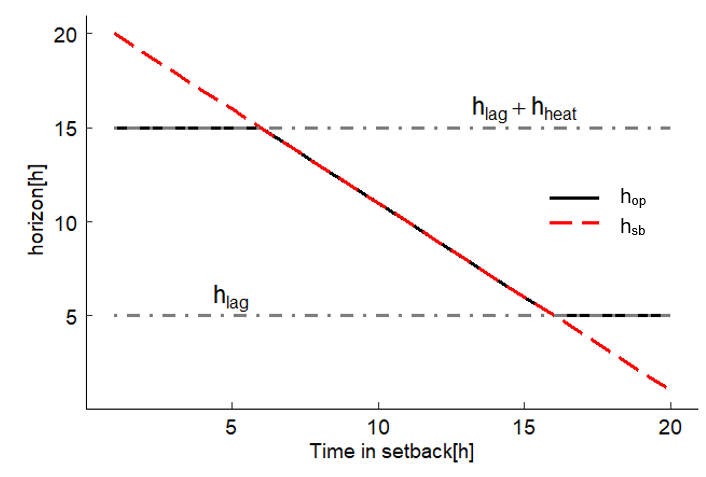 20
h_lag + h_heat
15
horizon[h]
h_op
10
h_sb
h_lag
5
5 10 15 20
Time in setback[h]